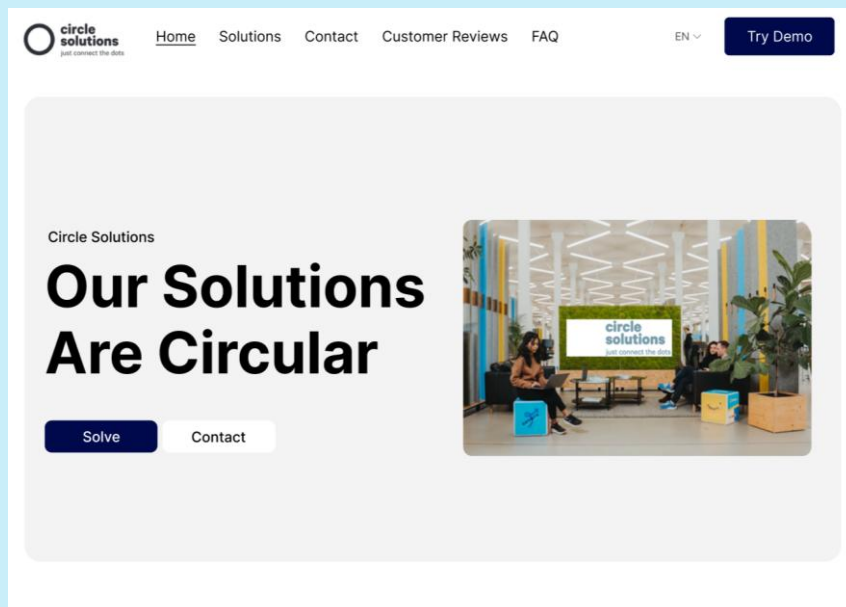 circle
solutions
just connect the dots
Home
Solutions
Contact
Customer Reviews
FAQ
EN
Try Demo
Circle Solutions
Our Solutions
Are Circular
Solve
Contact
circle
solutions
just connect the dots